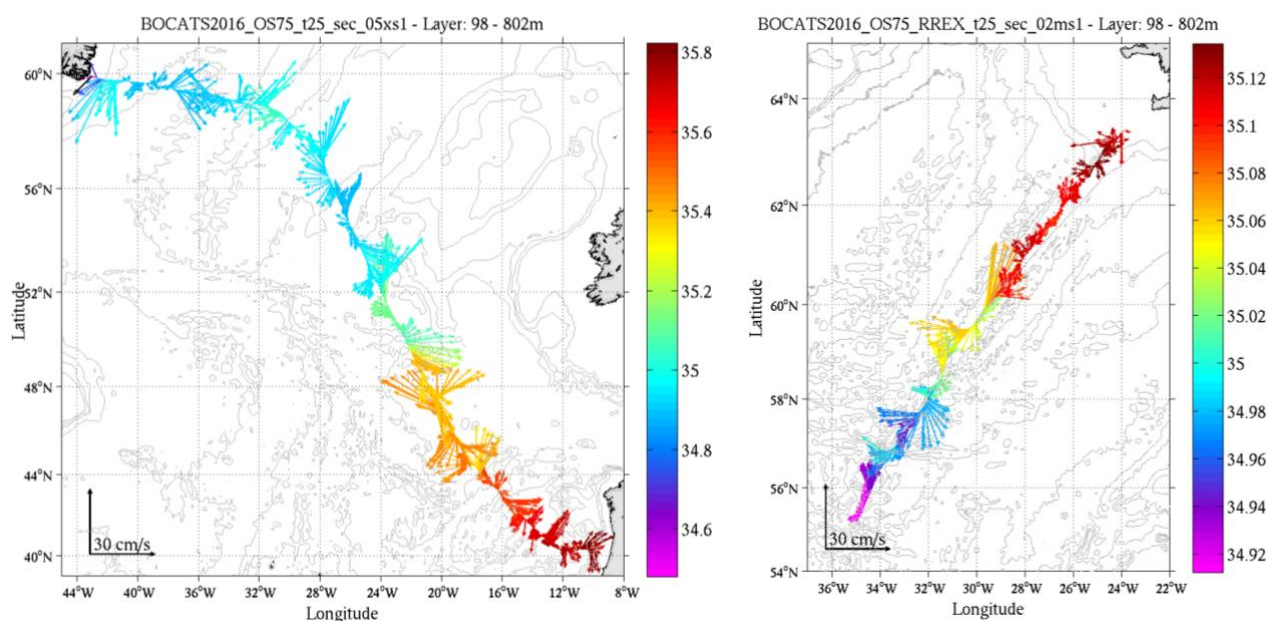 BOCATS2016_OS75_t25_sec_05xs1 - Layer: 98 - 802m
60°N
56°N
52°N
48°N
44°N
40°N
Latitude
30 cm/s
44°W 40°W 36°W 32°W 28°W 24°W 20°W 16°W 12°W 8°W
Longitude
35.8
35.6
35.4
35.2
35
34.8
34.6
BOCATS2016_OS75_RREX_t25_sec_02ms1 - Layer: 98 - 802m
64°N
62°N
60°N
58°N
56°N
54°N
Latitude
30 cm/s
36°W 34°W 32°W 30°W 28°W 26°W 24°W 22°W
Longitude
35.12
35.1
35.08
35.06
35.04
35.02
35
34.98
34.96
34.94
34.92